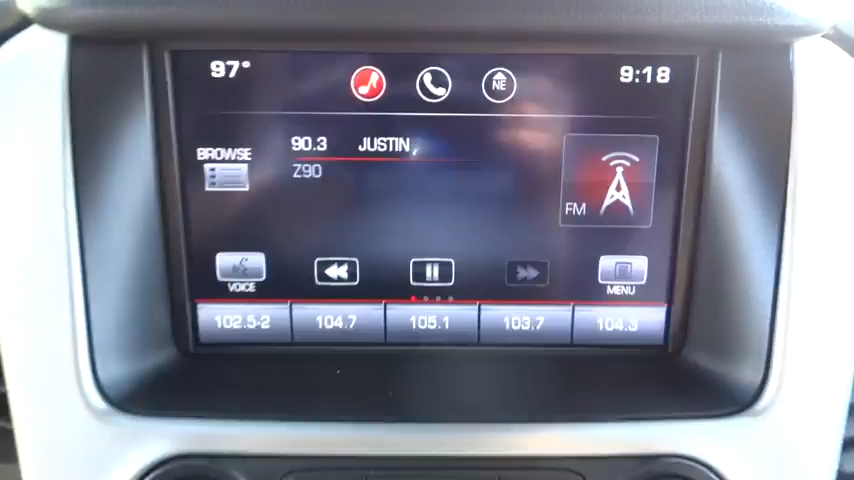 97°
NE
9:18
BROWSE
90.3 JUSTIN,
Z90
FM
VOICE
MENU
102.5-2 104.7 105.1 103.7 104.3